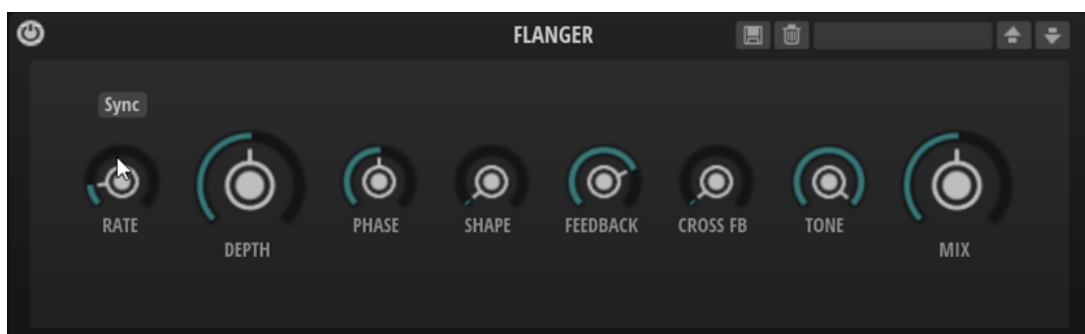 FLANGER
Sync
RATE
DEPTH
PHASE
SHAPE
FEEDBACK
CROSS FB
TONE
MIX